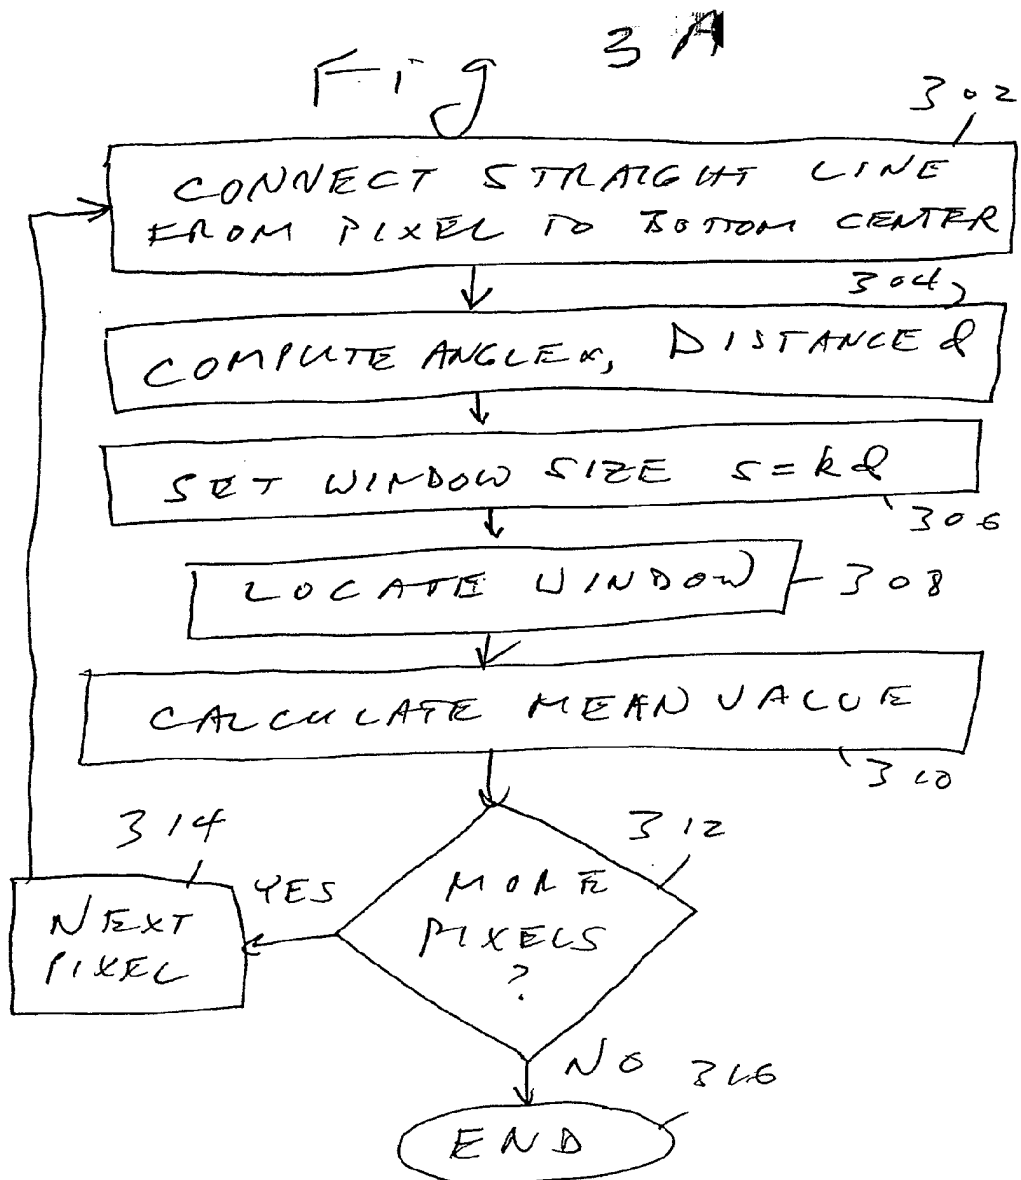 Fig 3A
302
CONNECT STRAIGHT LINE
FROM PIXEL TO BOTTOM CENTER
304
COMPUTE ANGLE α, DISTANCE d
SET WINDOW SIZE s = kd
306
LOCATE WINDOW
308
CALCULATE MEAN VALUE
310
314
312
YES
MORE
PIXELS
?
NEXT
PIXEL
NO
316
END